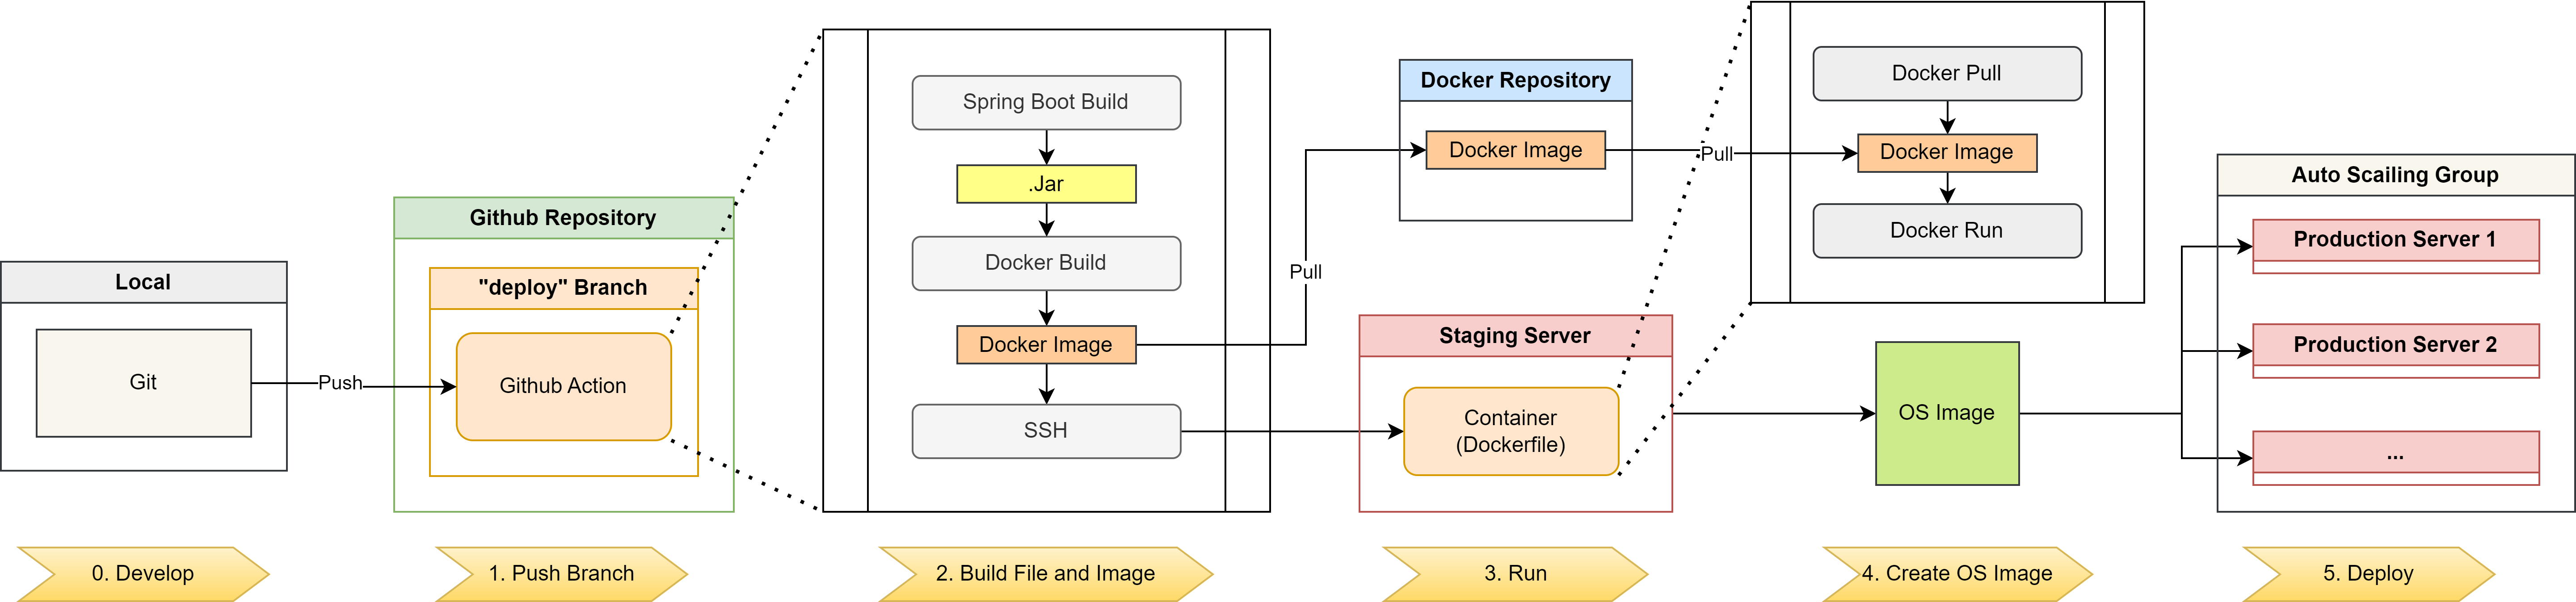 Local
Git
Push
Github Repository
"deploy" Branch
Github Action
Spring Boot Build
.Jar
Docker Build
Docker Image
SSH
Pull
Docker Repository
Docker Image
Staging Server
Container
(Dockerfile)
Pull
Docker Pull
Docker Image
Docker Run
OS Image
Auto Scailing Group
Production Server 1
Production Server 2
...
0. Develop
1. Push Branch
2. Build File and Image
3. Run
4. Create OS Image
5. Deploy